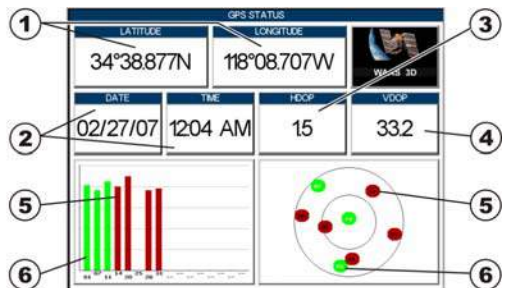 GPS STATUS
1
LATITUDE
LONGITUDE
3
34°38.877N
118°08.707W
WAAS 3D
DATE
TIME
HDOP
VDOP
2
02/27/07
12:04 AM
1.5
33.2
4
5
5
6
6